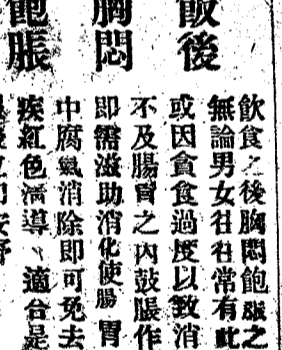 飯後
胸悶
飽脹
飲食之後胸悶飽脹之
無論男女往往常有此
或因貪食過度以致消
不及腸胃之內鼓脹作
即需滋助消化使腸胃
中腐氣消除即可免去
疾紅色清導丶適合是